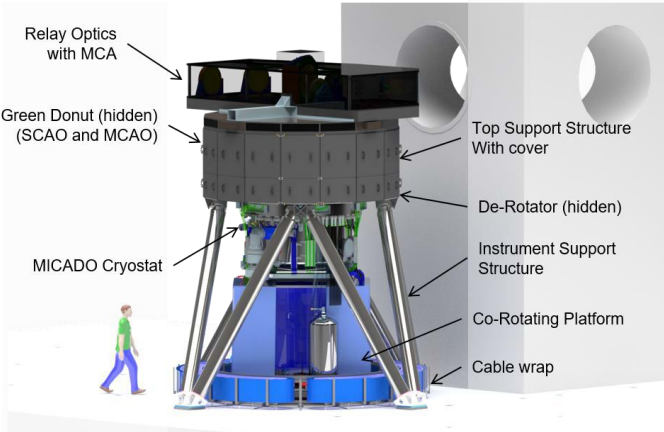 Relay Optics
with MCA
Green Donut (hidden)
(SCAO and MCAO)
Top Support Structure
With cover
De-Rotator (hidden)
MICADO Cryostat
Instrument Support
Structure
Co-Rotating Platform
Cable wrap